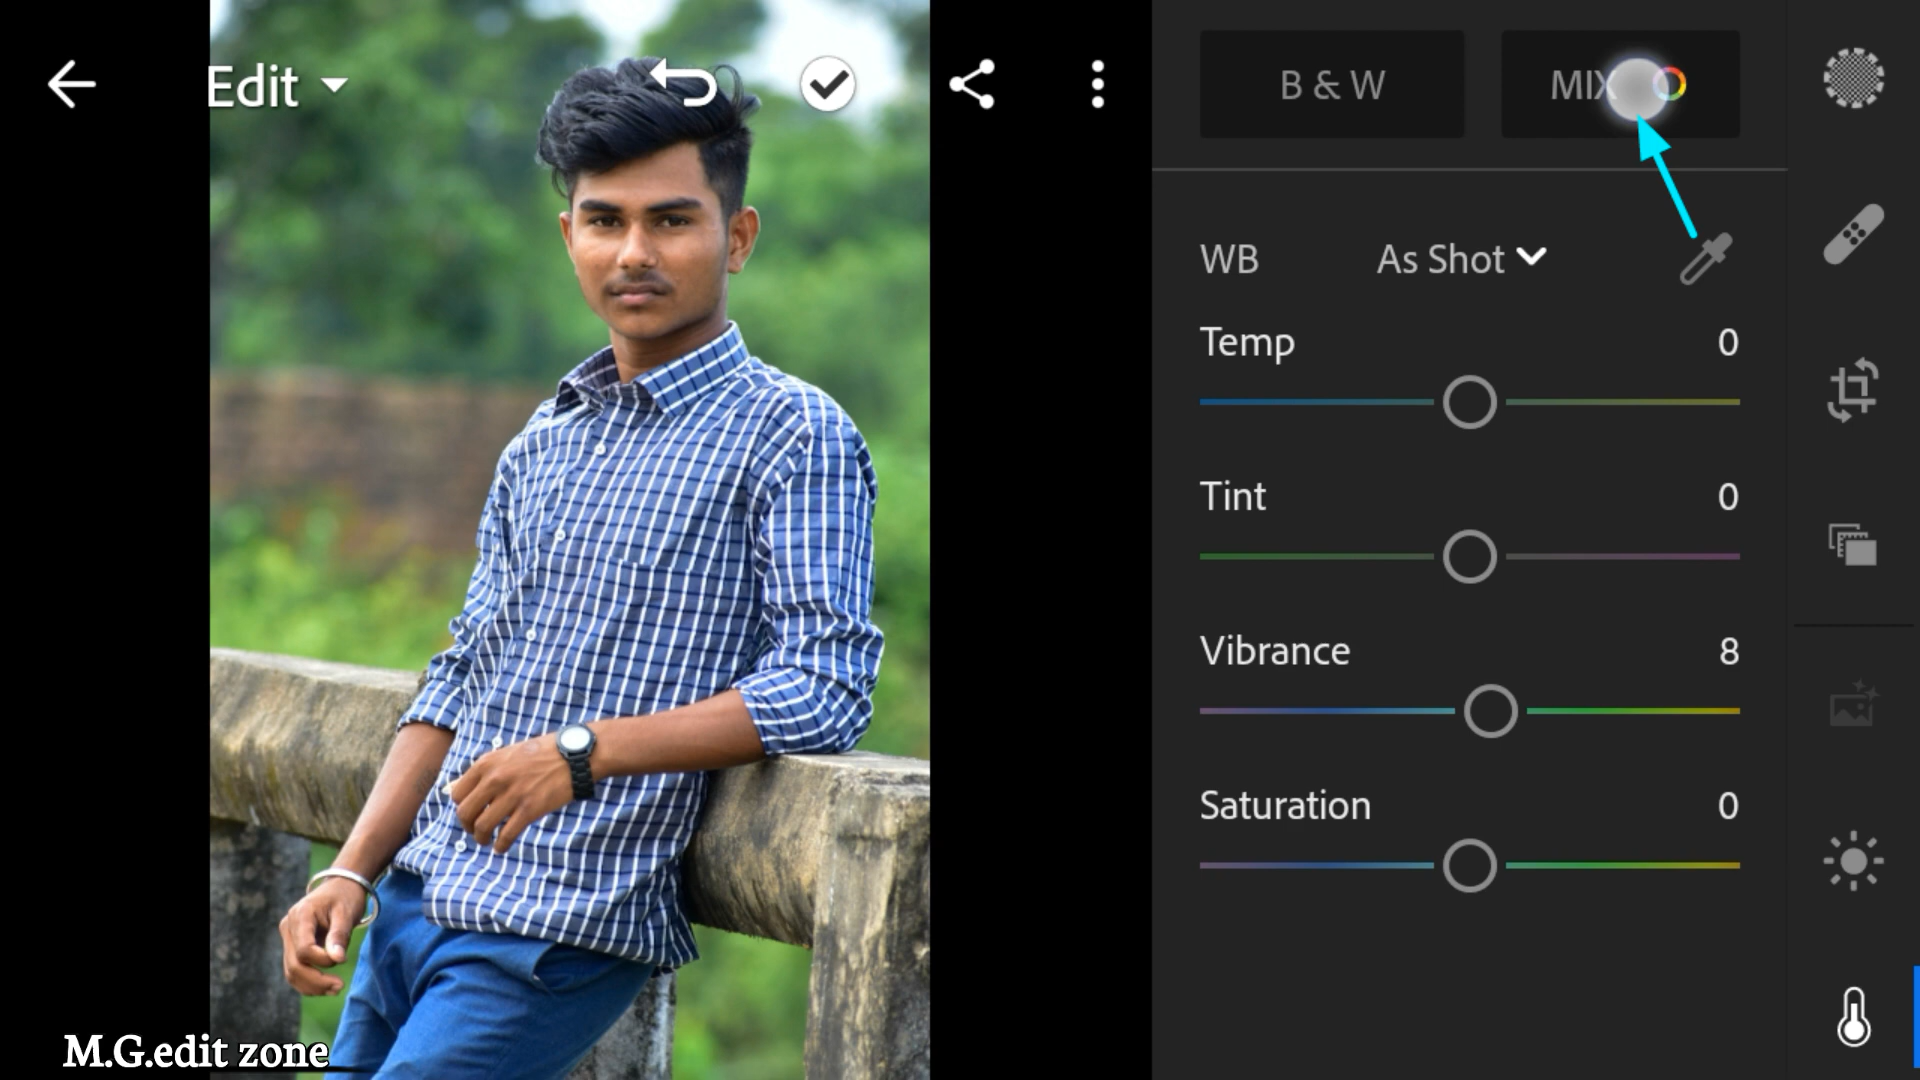 Edit
B & W
MIX
WB As Shot
Temp 0
Tint 0
Vibrance 8
Saturation 0
M.G.edit zone